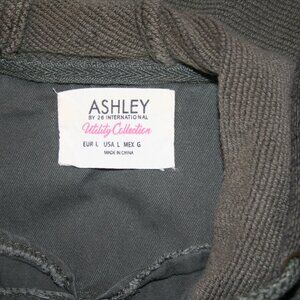 ASHLEY
BY 26 INTERNATIONAL
Utility Collection
EUR L USA L MEX G
MADE IN CHINA